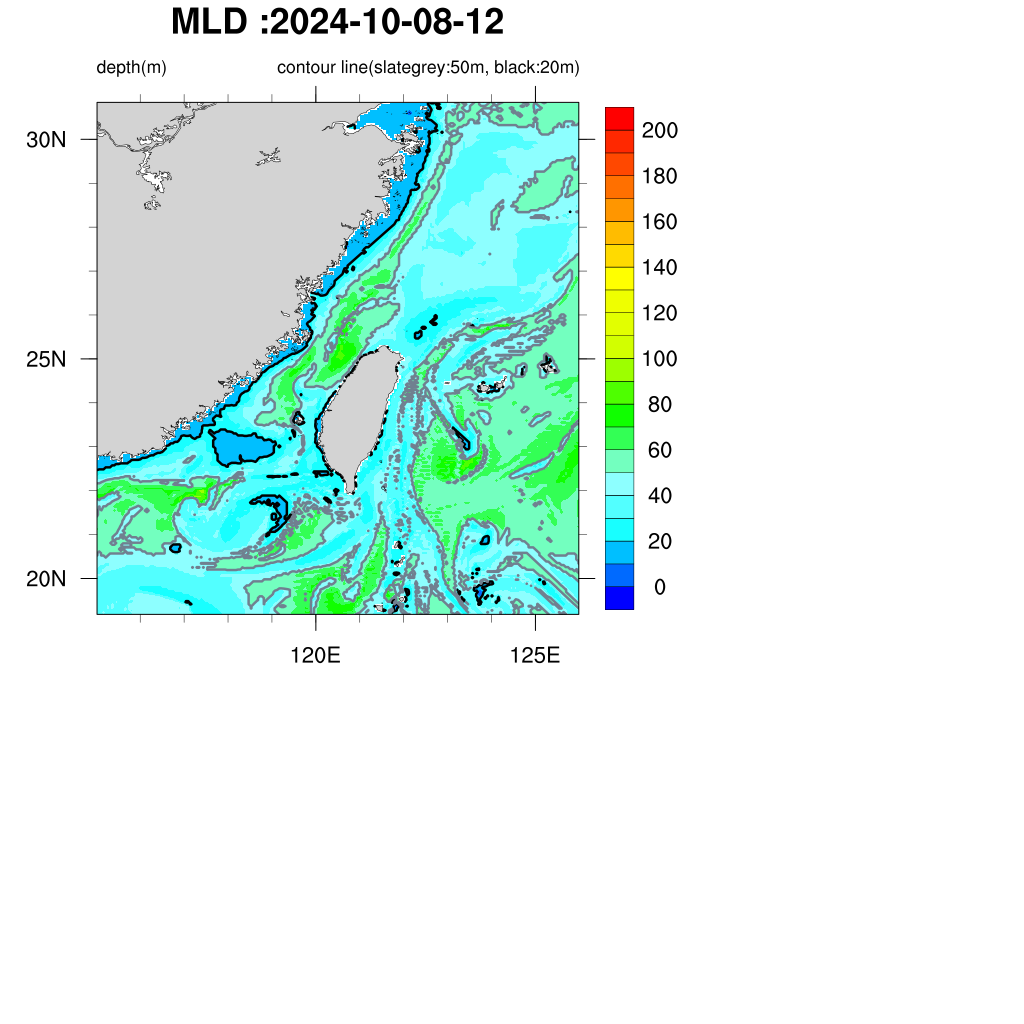 MLD :2024-10-08-12
depth(m)
contour line(slategrey:50m, black:20m)
30N
25N
20N
120E
125E
200
180
160
140
120
100
80
60
40
20
0